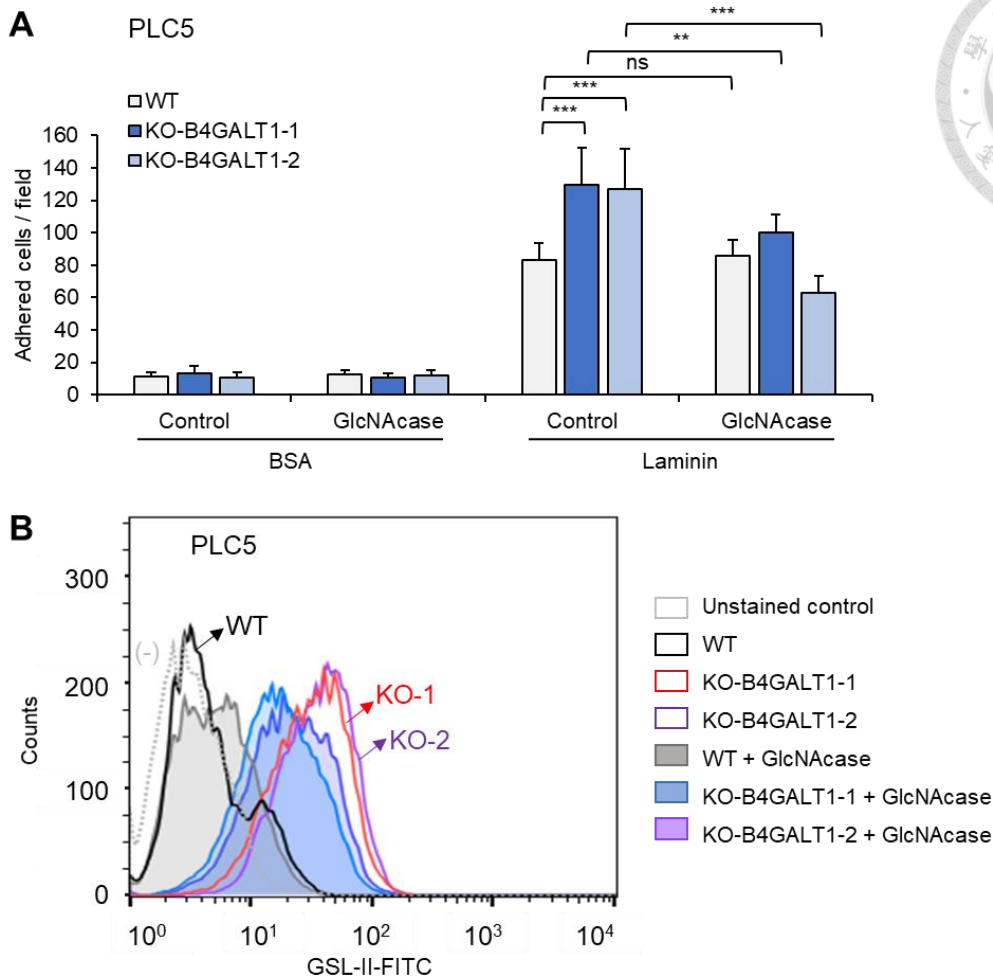 A
PLC5
***
**
ns
***
***
WT
KO-B4GALT1-1
KO-B4GALT1-2
Adhered cells / field
160
140
120
100
80
60
40
20
0
Control
GlcNAcase
Control
GlcNAcase
BSA
Laminin
學
人
B
PLC5
(-)
WT
KO-1
KO-2
Counts
300
200
100
0
10⁰
10¹
10²
10³
10⁴
GSL-II-FITC
Unstained control
WT
KO-B4GALT1-1
KO-B4GALT1-2
WT + GlcNAcase
KO-B4GALT1-1 + GlcNAcase
KO-B4GALT1-2 + GlcNAcase